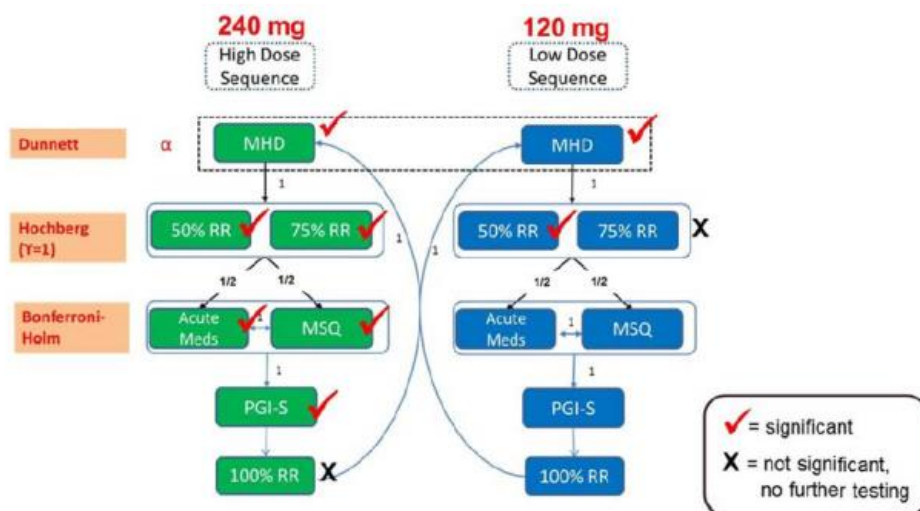 240 mg
120 mg
High Dose
Sequence
Low Dose
Sequence
Dunnett
α
MHD
MHD
1
1
Hochberg
(ϒ=1)
50% RR
75% RR
1
1
50% RR
75% RR
X
1/2
1/2
1/2
1/2
Bonferroni-
Holm
Acute
Meds
1
MSQ
Acute
Meds
1
MSQ
1
1
PGI-S
PGI-S
100% RR
X
100% RR
= significant
X = not significant,
no further testing